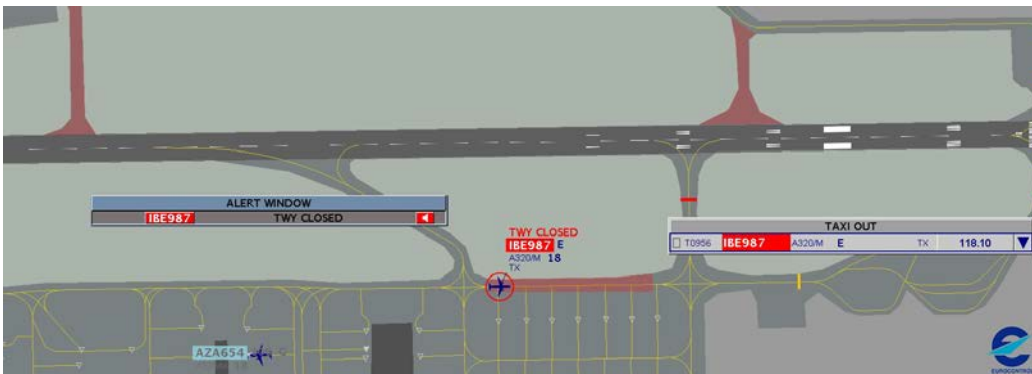 ALERT WINDOW
IBE987 TWY CLOSED
TWY CLOSED
IBE987 E
A320/M 18
TX
TAXI OUT
T0956 IBE987 A320/M E TX 118.10
AZA654
EUROCONTROL